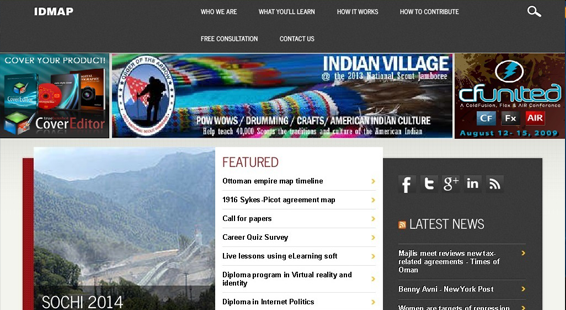 IDMAP
WHO WE ARE
WHAT YOU'LL LEARN
HOW IT WORKS
HOW TO CONTRIBUTE
FREE CONSULTATION
CONTACT US
COVER YOUR PRODUCT!
CoverEditor
ORDER OF THE ARROW
INDIAN VILLAGE
@ the 2013 National Scout Jamboree
POW WOWS / DRUMMING / CRAFTS/ AMERICAN INDIAN CULTURE
Help teach 40,000 Scouts the traditions and culture of the American Indian
cfunited
A ColdFusion, Flex & AIR Conference
CF
Fx
AIR
August 12- 15, 2009
SOCHI 2014
FEATURED
Ottoman empire map timeline
1916 Sykes-Picot agreement map
Call for papers
Career Quiz Survey
Live lessons using eLearning soft
Diploma program in Virtual reality and
identity
Diploma in Internet Politics
LATEST NEWS
Majlis meet reviews new tax-
related agreements - Times of
Oman
Benny Avni - New York Post
Women are targets of repression